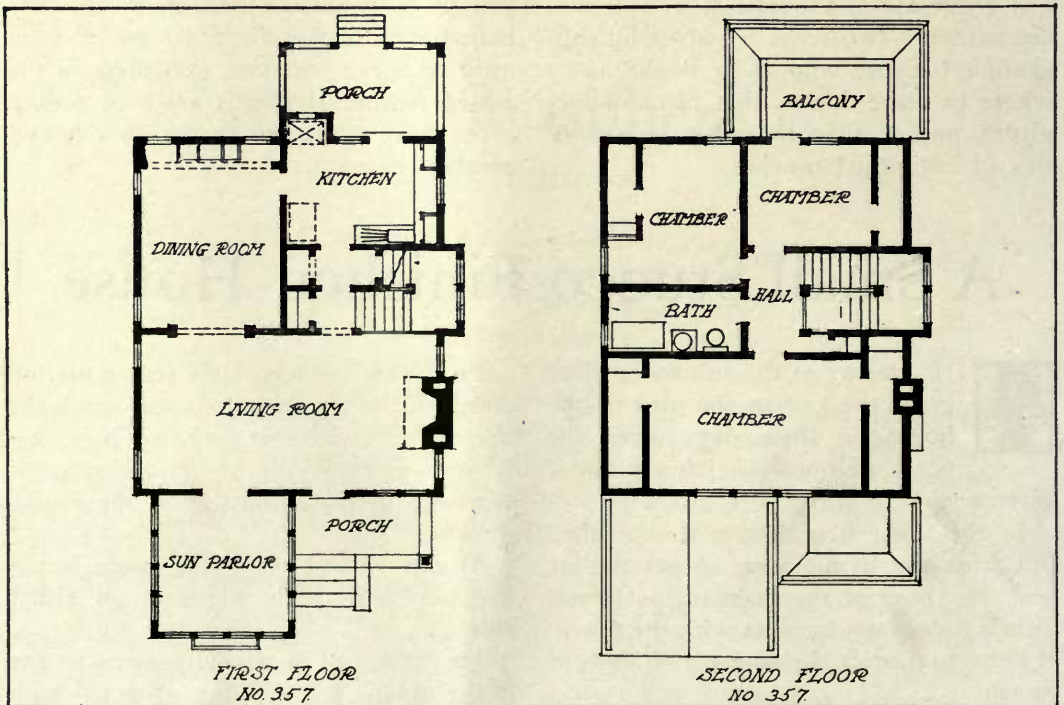 PORCH
KITCHEN
DINING ROOM
LIVING ROOM
SUN PARLOR
PORCH
FIRST FLOOR
NO. 357.
BALCONY
CHAMBER
CHAMBER
HALL
BATH
CHAMBER
SECOND FLOOR
NO 357.